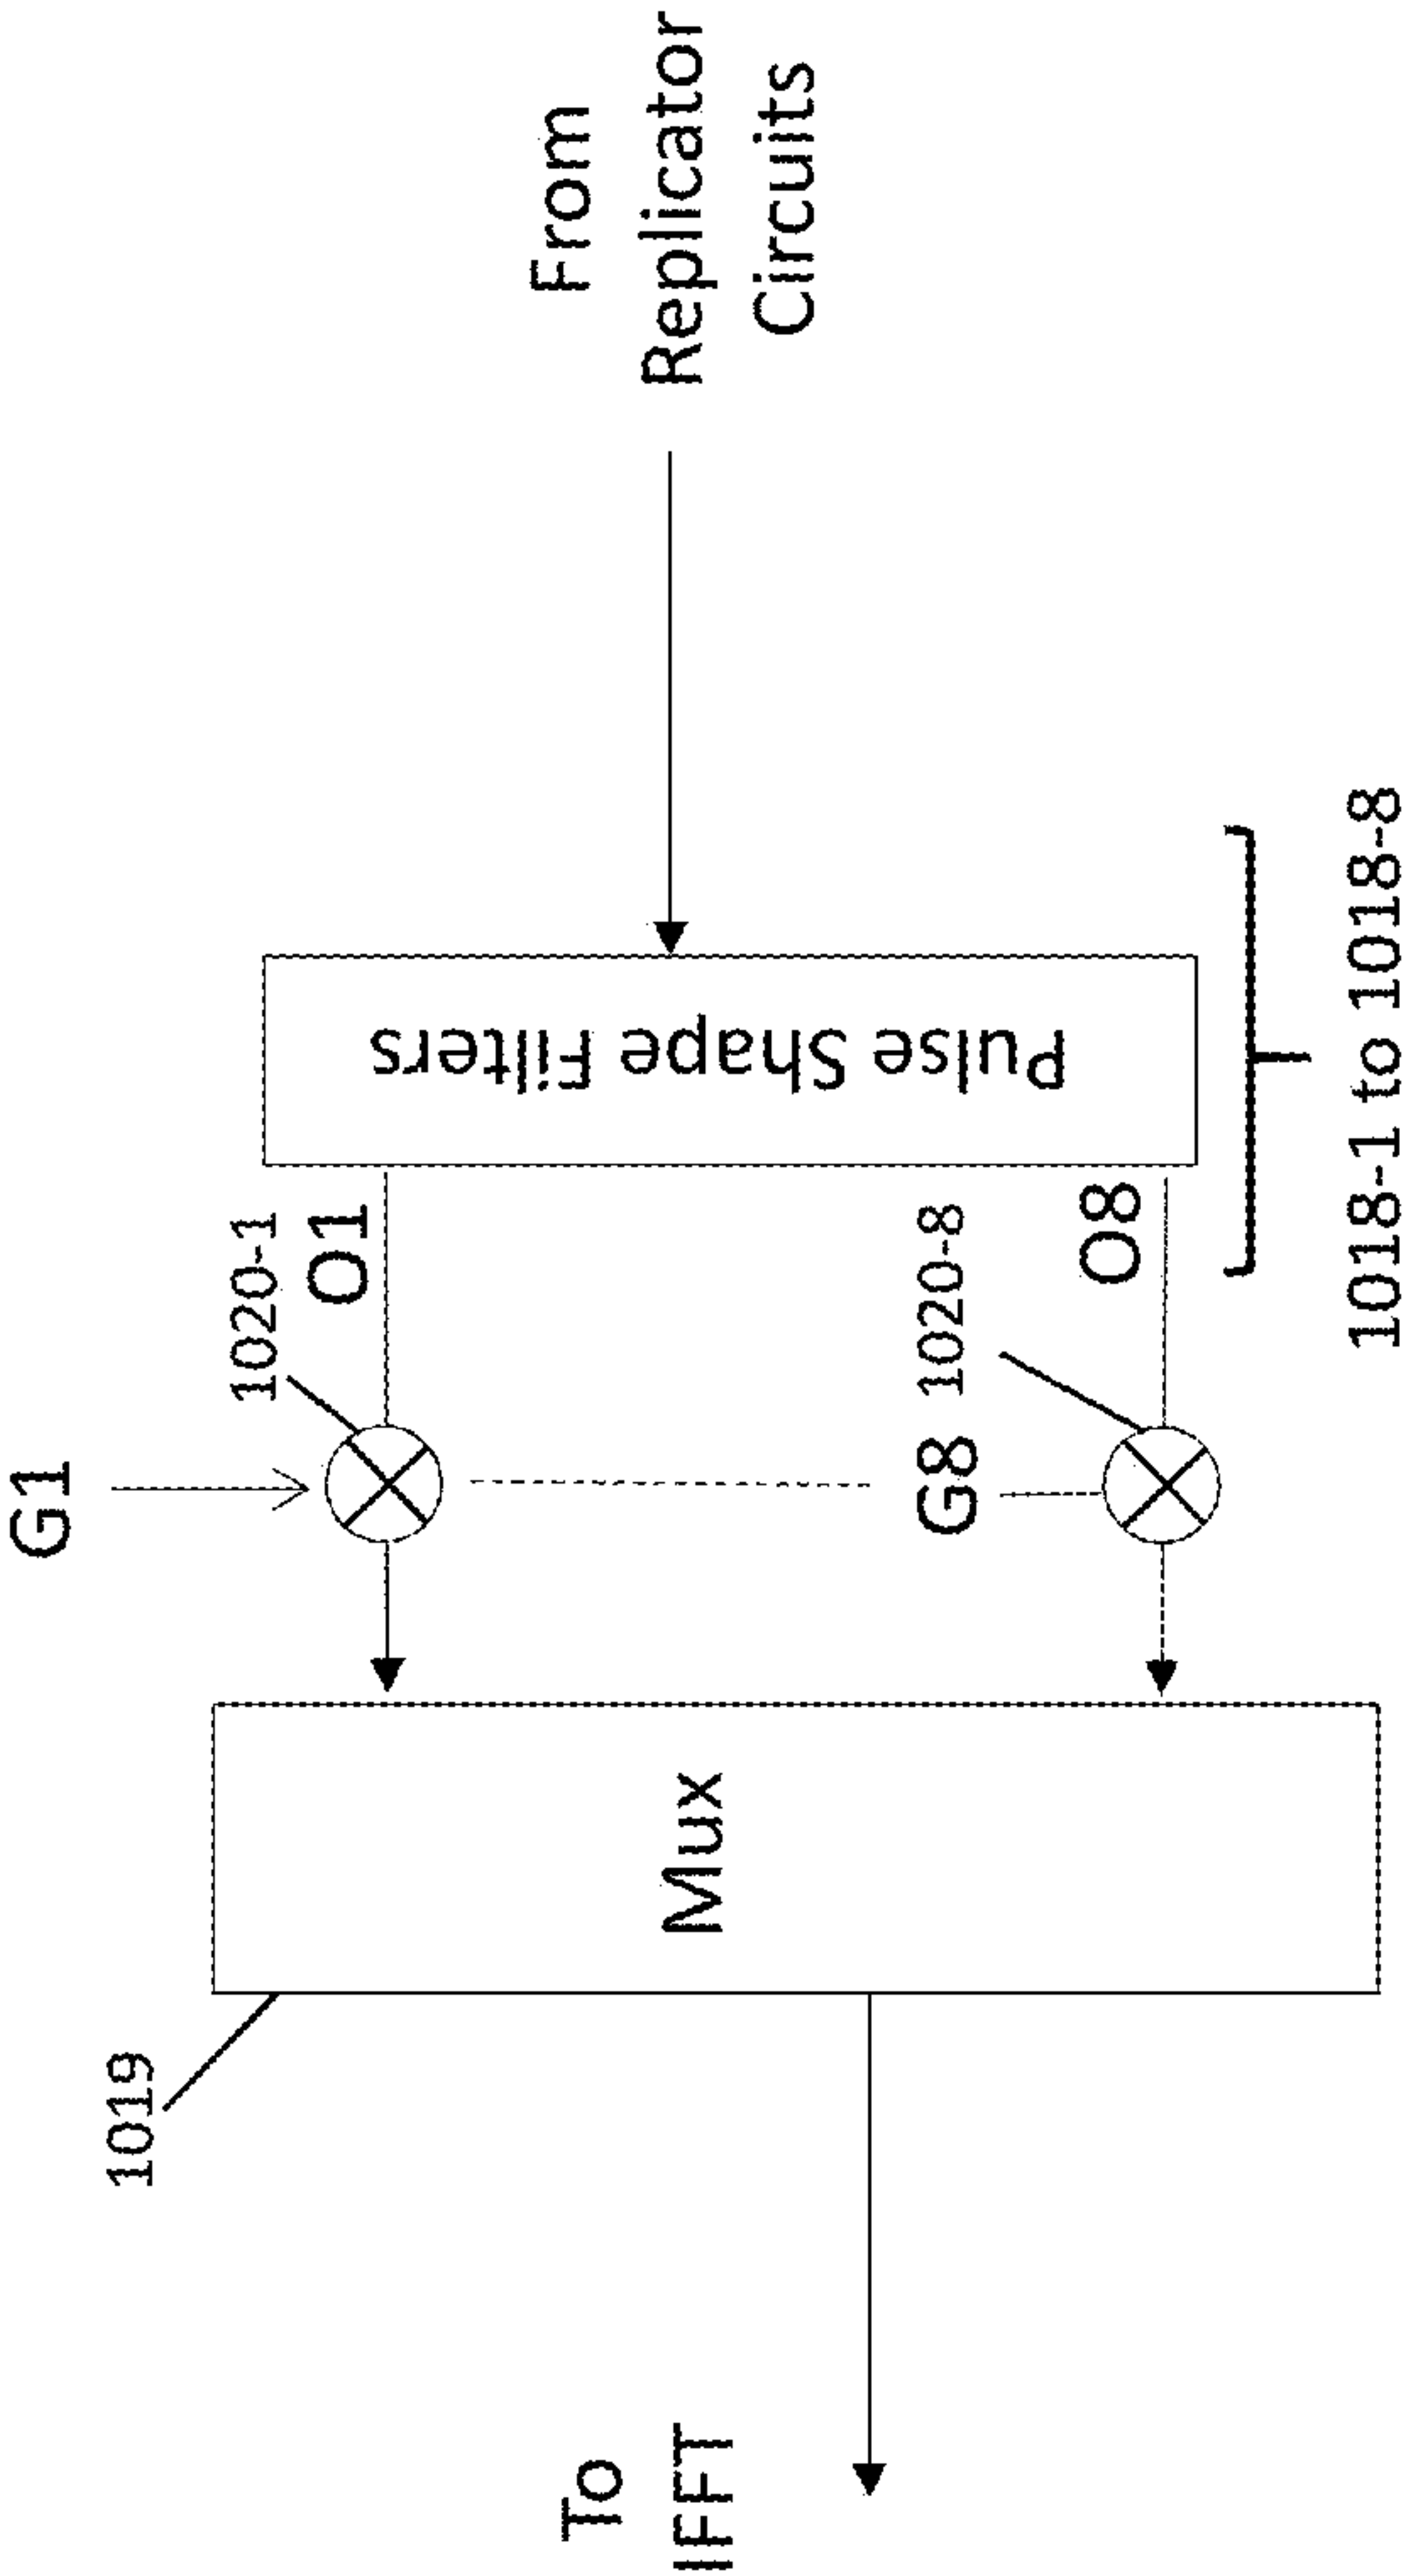 From
Replicator
Circuits
Pulse Shape Filters
1018-1 to 1018-8
O1
1020-1
O8
1020-8
G1
G8
Mux
1019
To
IFFT